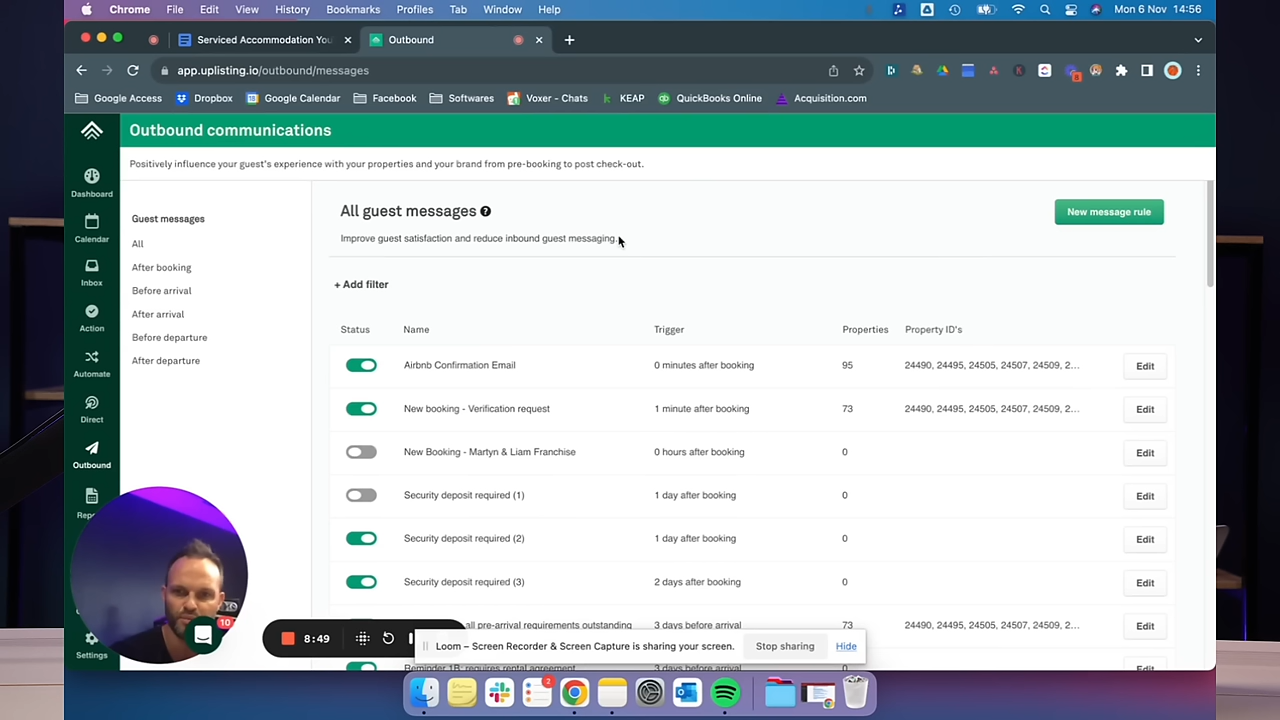 Chrome File Edit View History Bookmarks Profiles Tab Window Help Mon 6 Nov 14:56
Serviced Accommodation You Outbound
app.uplisting.io/outbound/messages
Google Access Dropbox Google Calendar Facebook Softwares Voxer - Chats KEAP QuickBooks Online Acquisition.com
Outbound communications
Positively influence your guest's experience with your properties and your brand from pre-booking to post check-out.
Dashboard
Calendar
Inbox
Action
Automate
Direct
Outbound
Settings
Guest messages
All
After booking
Before arrival
After arrival
Before departure
After departure
All guest messages ?
New message rule
Improve guest satisfaction and reduce inbound guest messaging.
+ Add filter
Status Name Trigger Properties Property ID's
Airbnb Confirmation Email 0 minutes after booking 95 24490, 24495, 24505, 24507, 24509, 2... Edit
New booking - Verification request 1 minute after booking 73 24490, 24495, 24505, 24507, 24509, 2... Edit
New Booking - Martyn & Liam Franchise 0 hours after booking 0 Edit
Security deposit required (1) 1 day after booking 0 Edit
Security deposit required (2) 1 day after booking 0 Edit
Security deposit required (3) 2 days after booking 0 Edit
all pre-arrival requirements outstanding 3 days before arrival 73 24490, 24495, 24505, 24507, 24509, 2... Edit
Reminder 1B: requires rental agreement 3 days before arrival Edit
10
8:49
Loom – Screen Recorder & Screen Capture is sharing your screen. Stop sharing Hide
2